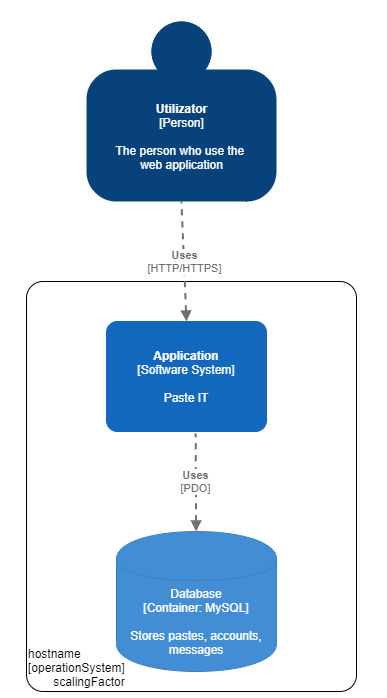 Utilizator
[Person]
The person who use the
web application
Uses
[HTTP/HTTPS]
Application
[Software System]
Paste IT
Uses
[PDO]
Database
[Container: MySQL]
Stores pastes, accounts,
messages
hostname
[operationSystem]
scalingFactor